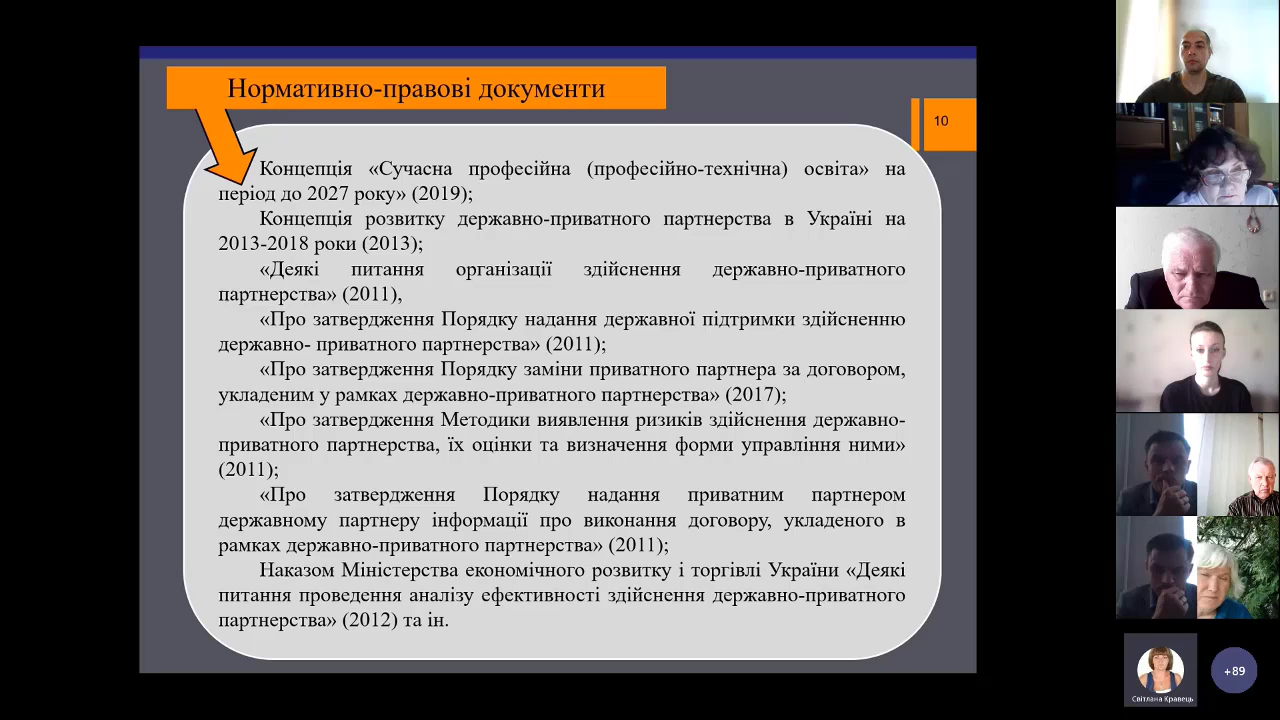 Нормативно-правові документи
10
Концепція «Сучасна професійна (професійно-технічна) освіта» на
період до 2027 року» (2019);
Концепція розвитку державно-приватного партнерства в Україні на
2013-2018 роки (2013);
«Деякі питання організації здійснення державно-приватного
партнерства» (2011),
«Про затвердження Порядку надання державної підтримки здійсненню
державно- приватного партнерства» (2011);
«Про затвердження Порядку заміни приватного партнера за договором,
укладеним у рамках державно-приватного партнерства» (2017);
«Про затвердження Методики виявлення ризиків здійснення державно-
приватного партнерства, їх оцінки та визначення форми управління ними»
(2011);
«Про затвердження Порядку надання приватним партнером
державному партнеру інформації про виконання договору, укладеного в
рамках державно-приватного партнерства» (2011);
Наказом Міністерства економічного розвитку і торгівлі України «Деякі
питання проведення аналізу ефективності здійснення державно-приватного
партнерства» (2012) та ін.
Світлана Кравець
+89